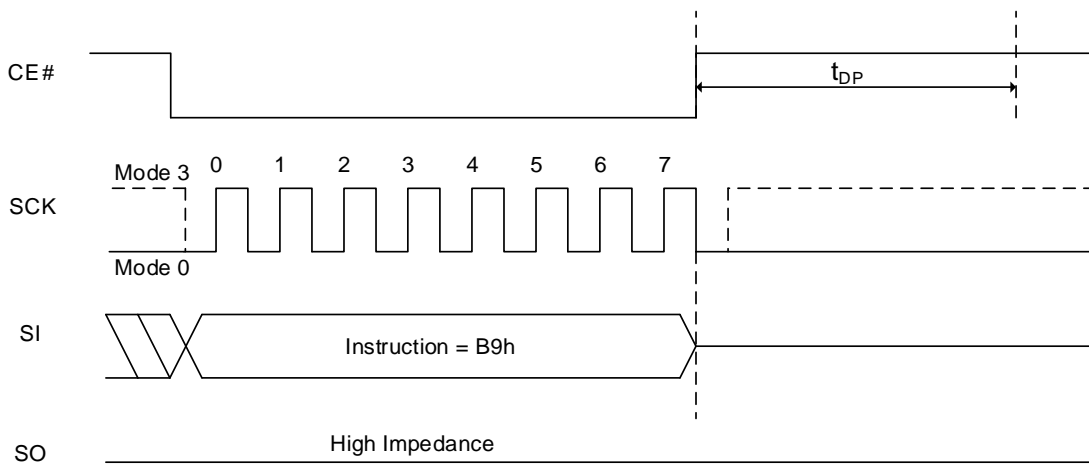 CE#
tDP
Mode 3
0 1 2 3 4 5 6 7
SCK
Mode 0
SI
Instruction = B9h
SO
High Impedance